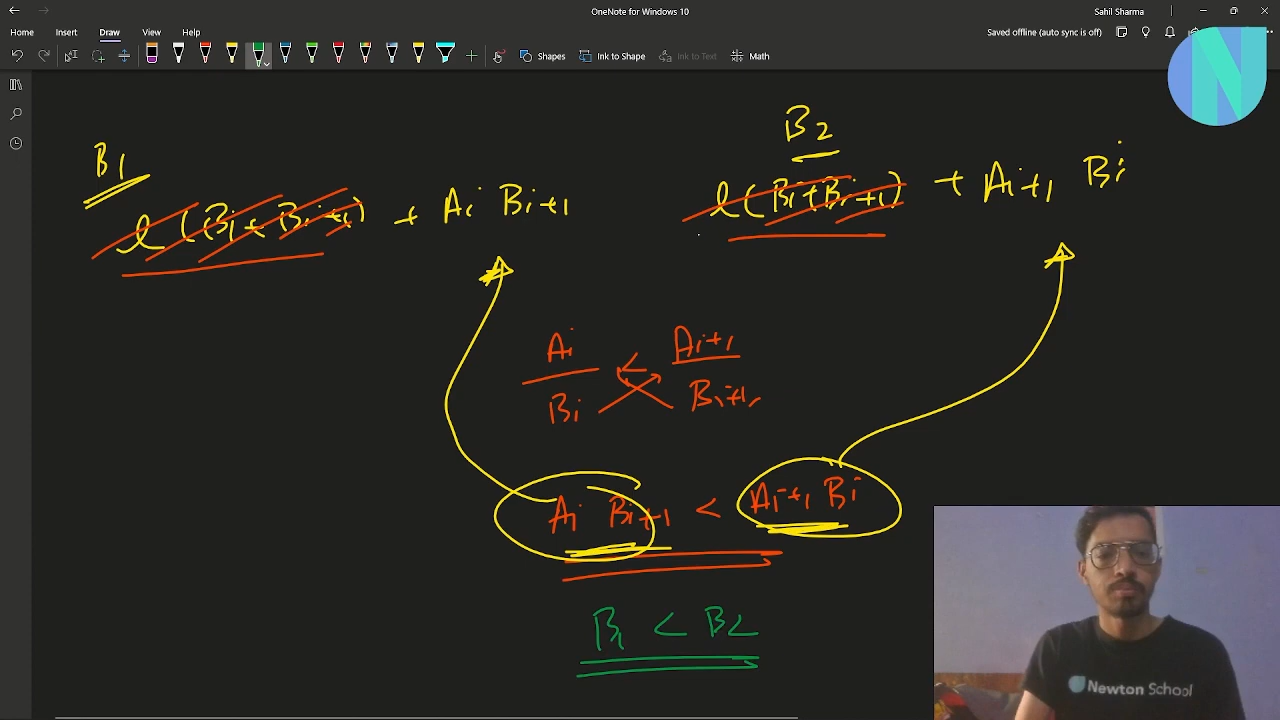 OneNote for Windows 10
Sahil Sharma
Home Insert Draw View Help
Saved offline (auto sync is off)
Shapes Ink to Shape Ink to Text Math
B1
l(Bi+Bi+1) + Ai Bi+1
B2
l(Bi+Bi+1) + Ai+1 Bi
Ai < Ai+1
Bi Bi+1
Ai Bi+1 < Ai+1 Bi
B1 < B2
Newton School